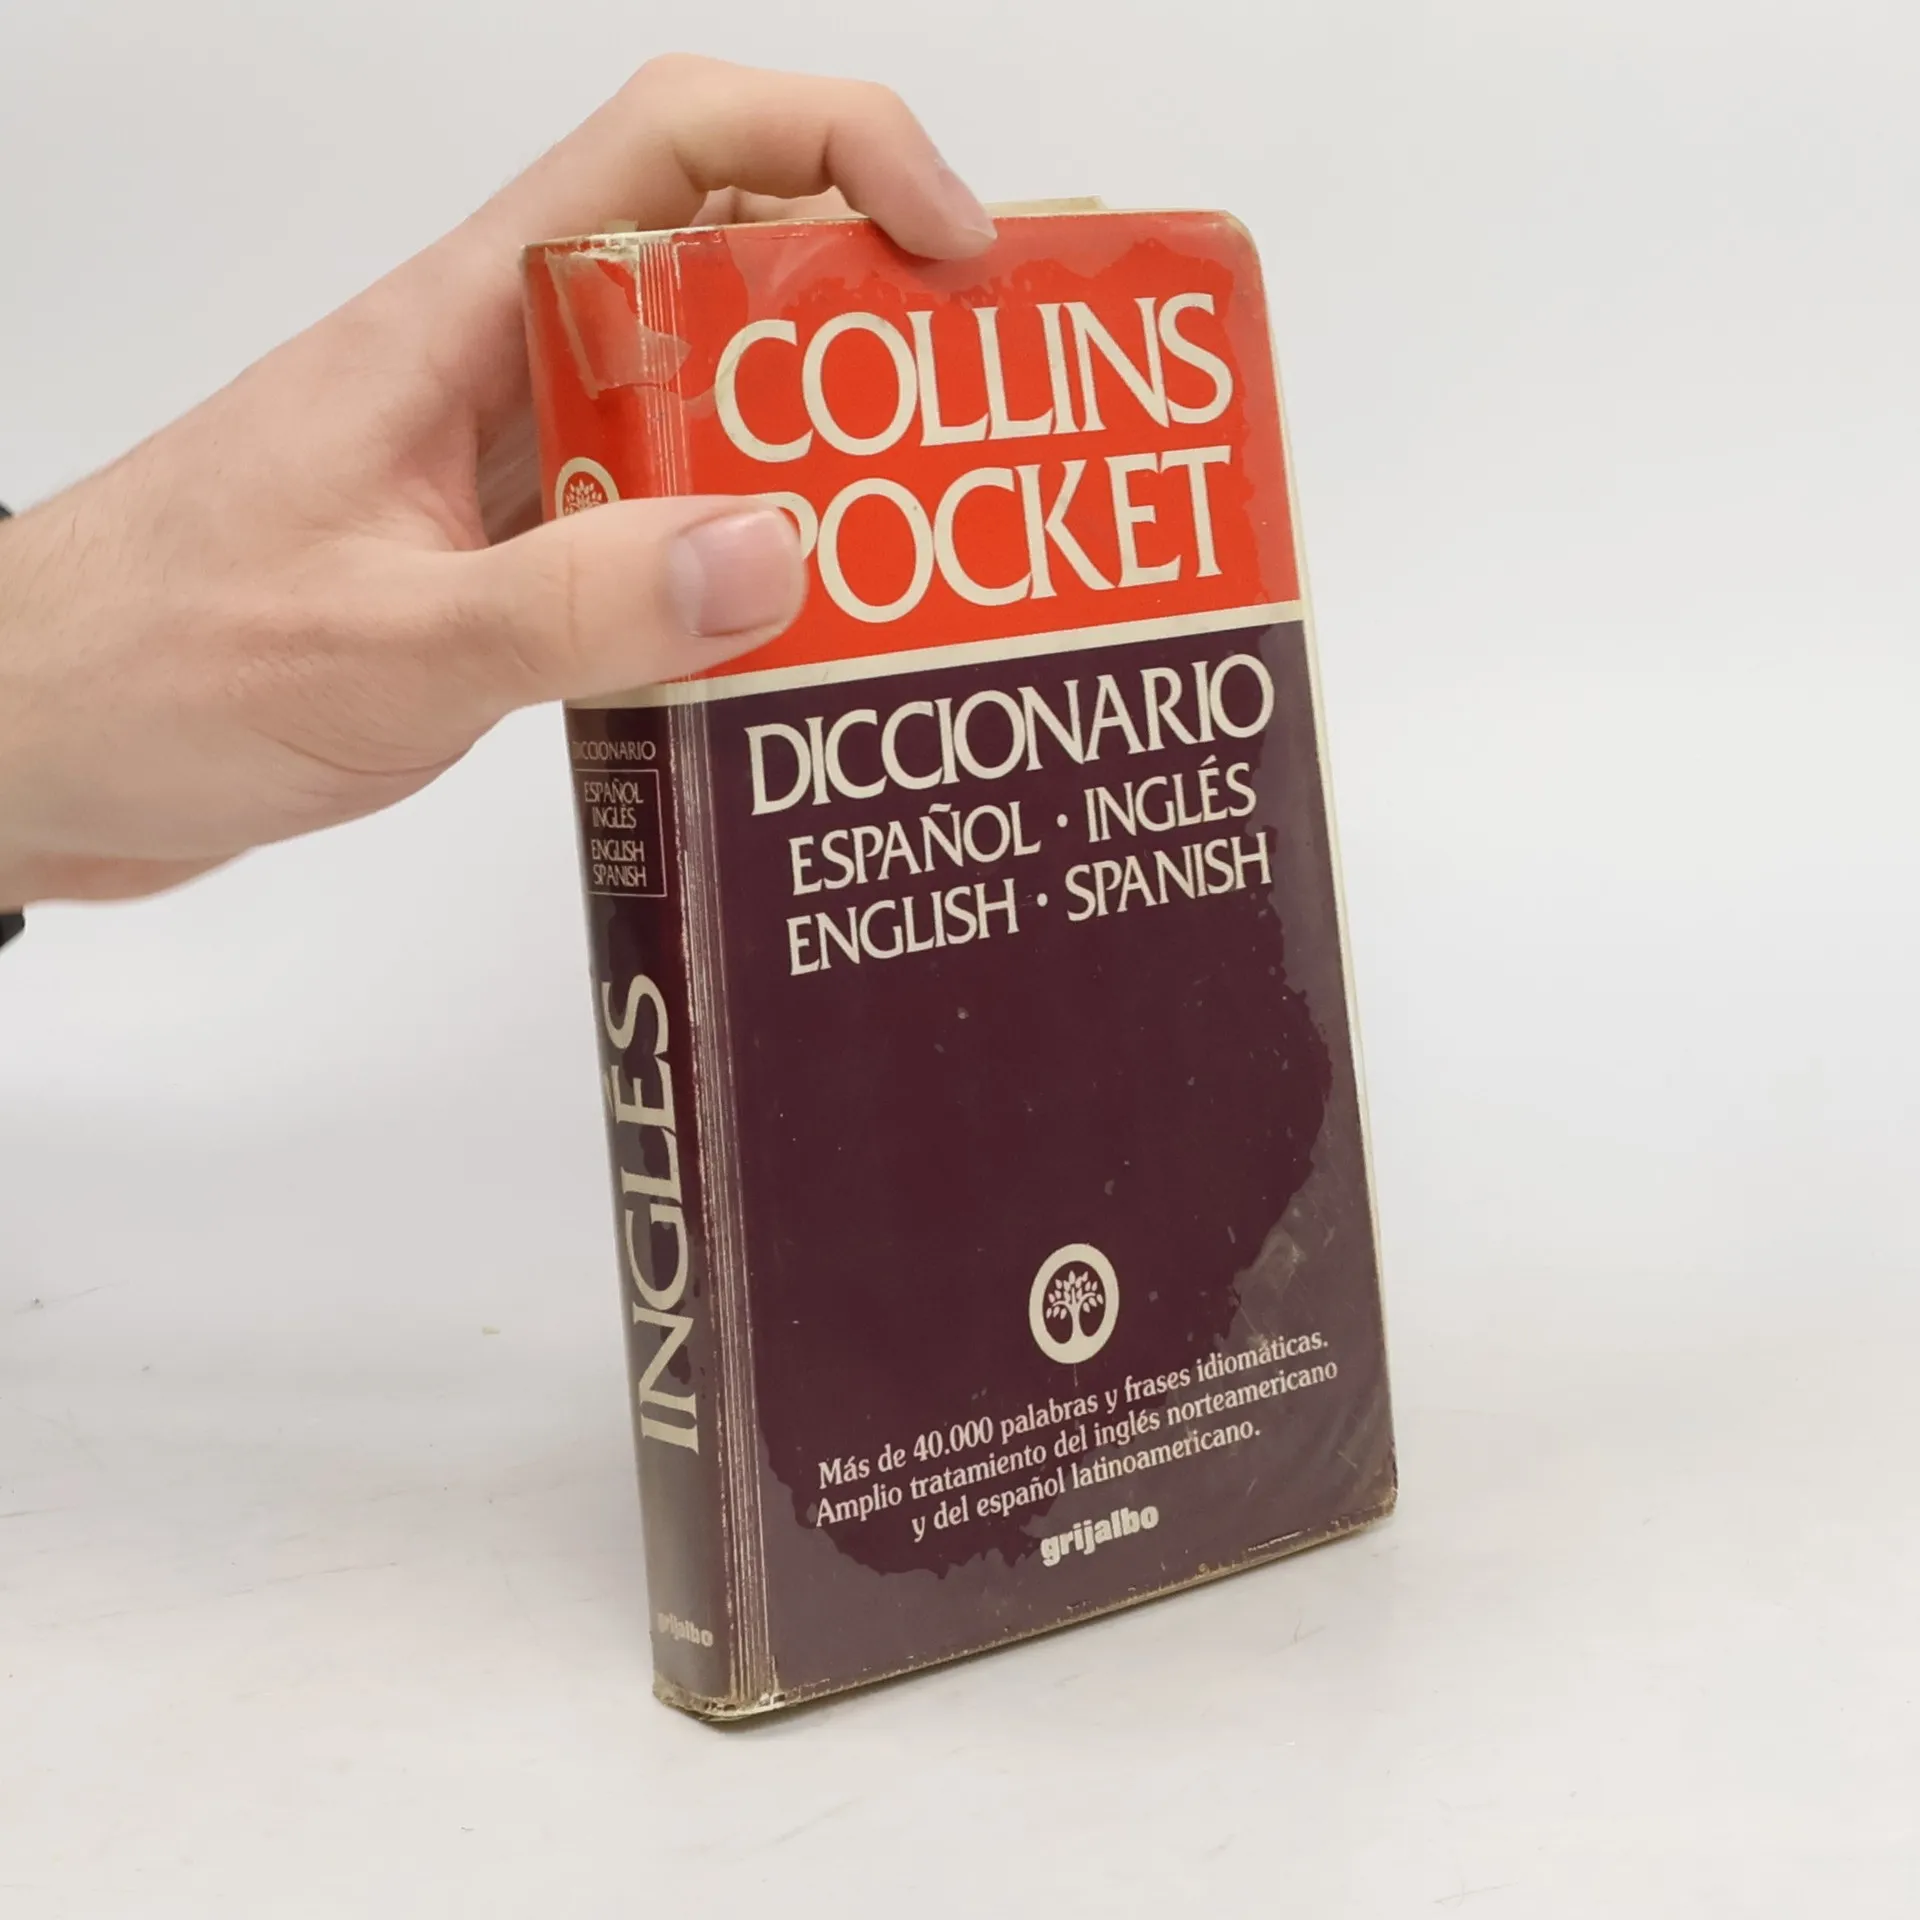 COLLINS
POCKET
DICCIONARIO
ESPAÑOL · INGLÉS
ENGLISH · SPANISH
Más de 40.000 palabras y frases idiomáticas.
Amplio tratamiento del inglés norteamericano
y del español latinoamericano.
grijalbo
DICCIONARIO
ESPAÑOL
INGLÉS
ENGLISH
SPANISH
INGLÉS
grijalbo